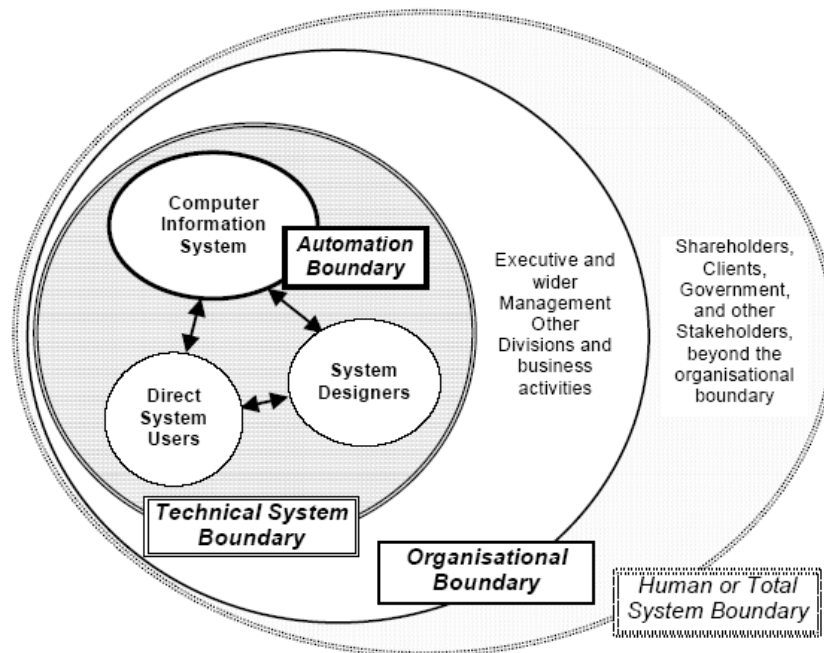 Computer
Information
System
Automation
Boundary
Direct
System
Users
System
Designers
Technical System
Boundary
Executive and
wider
Management
Other
Divisions and
business
activities
Organisational
Boundary
Shareholders,
Clients,
Government,
and other
Stakeholders,
beyond the
organisational
boundary
Human or Total
System Boundary